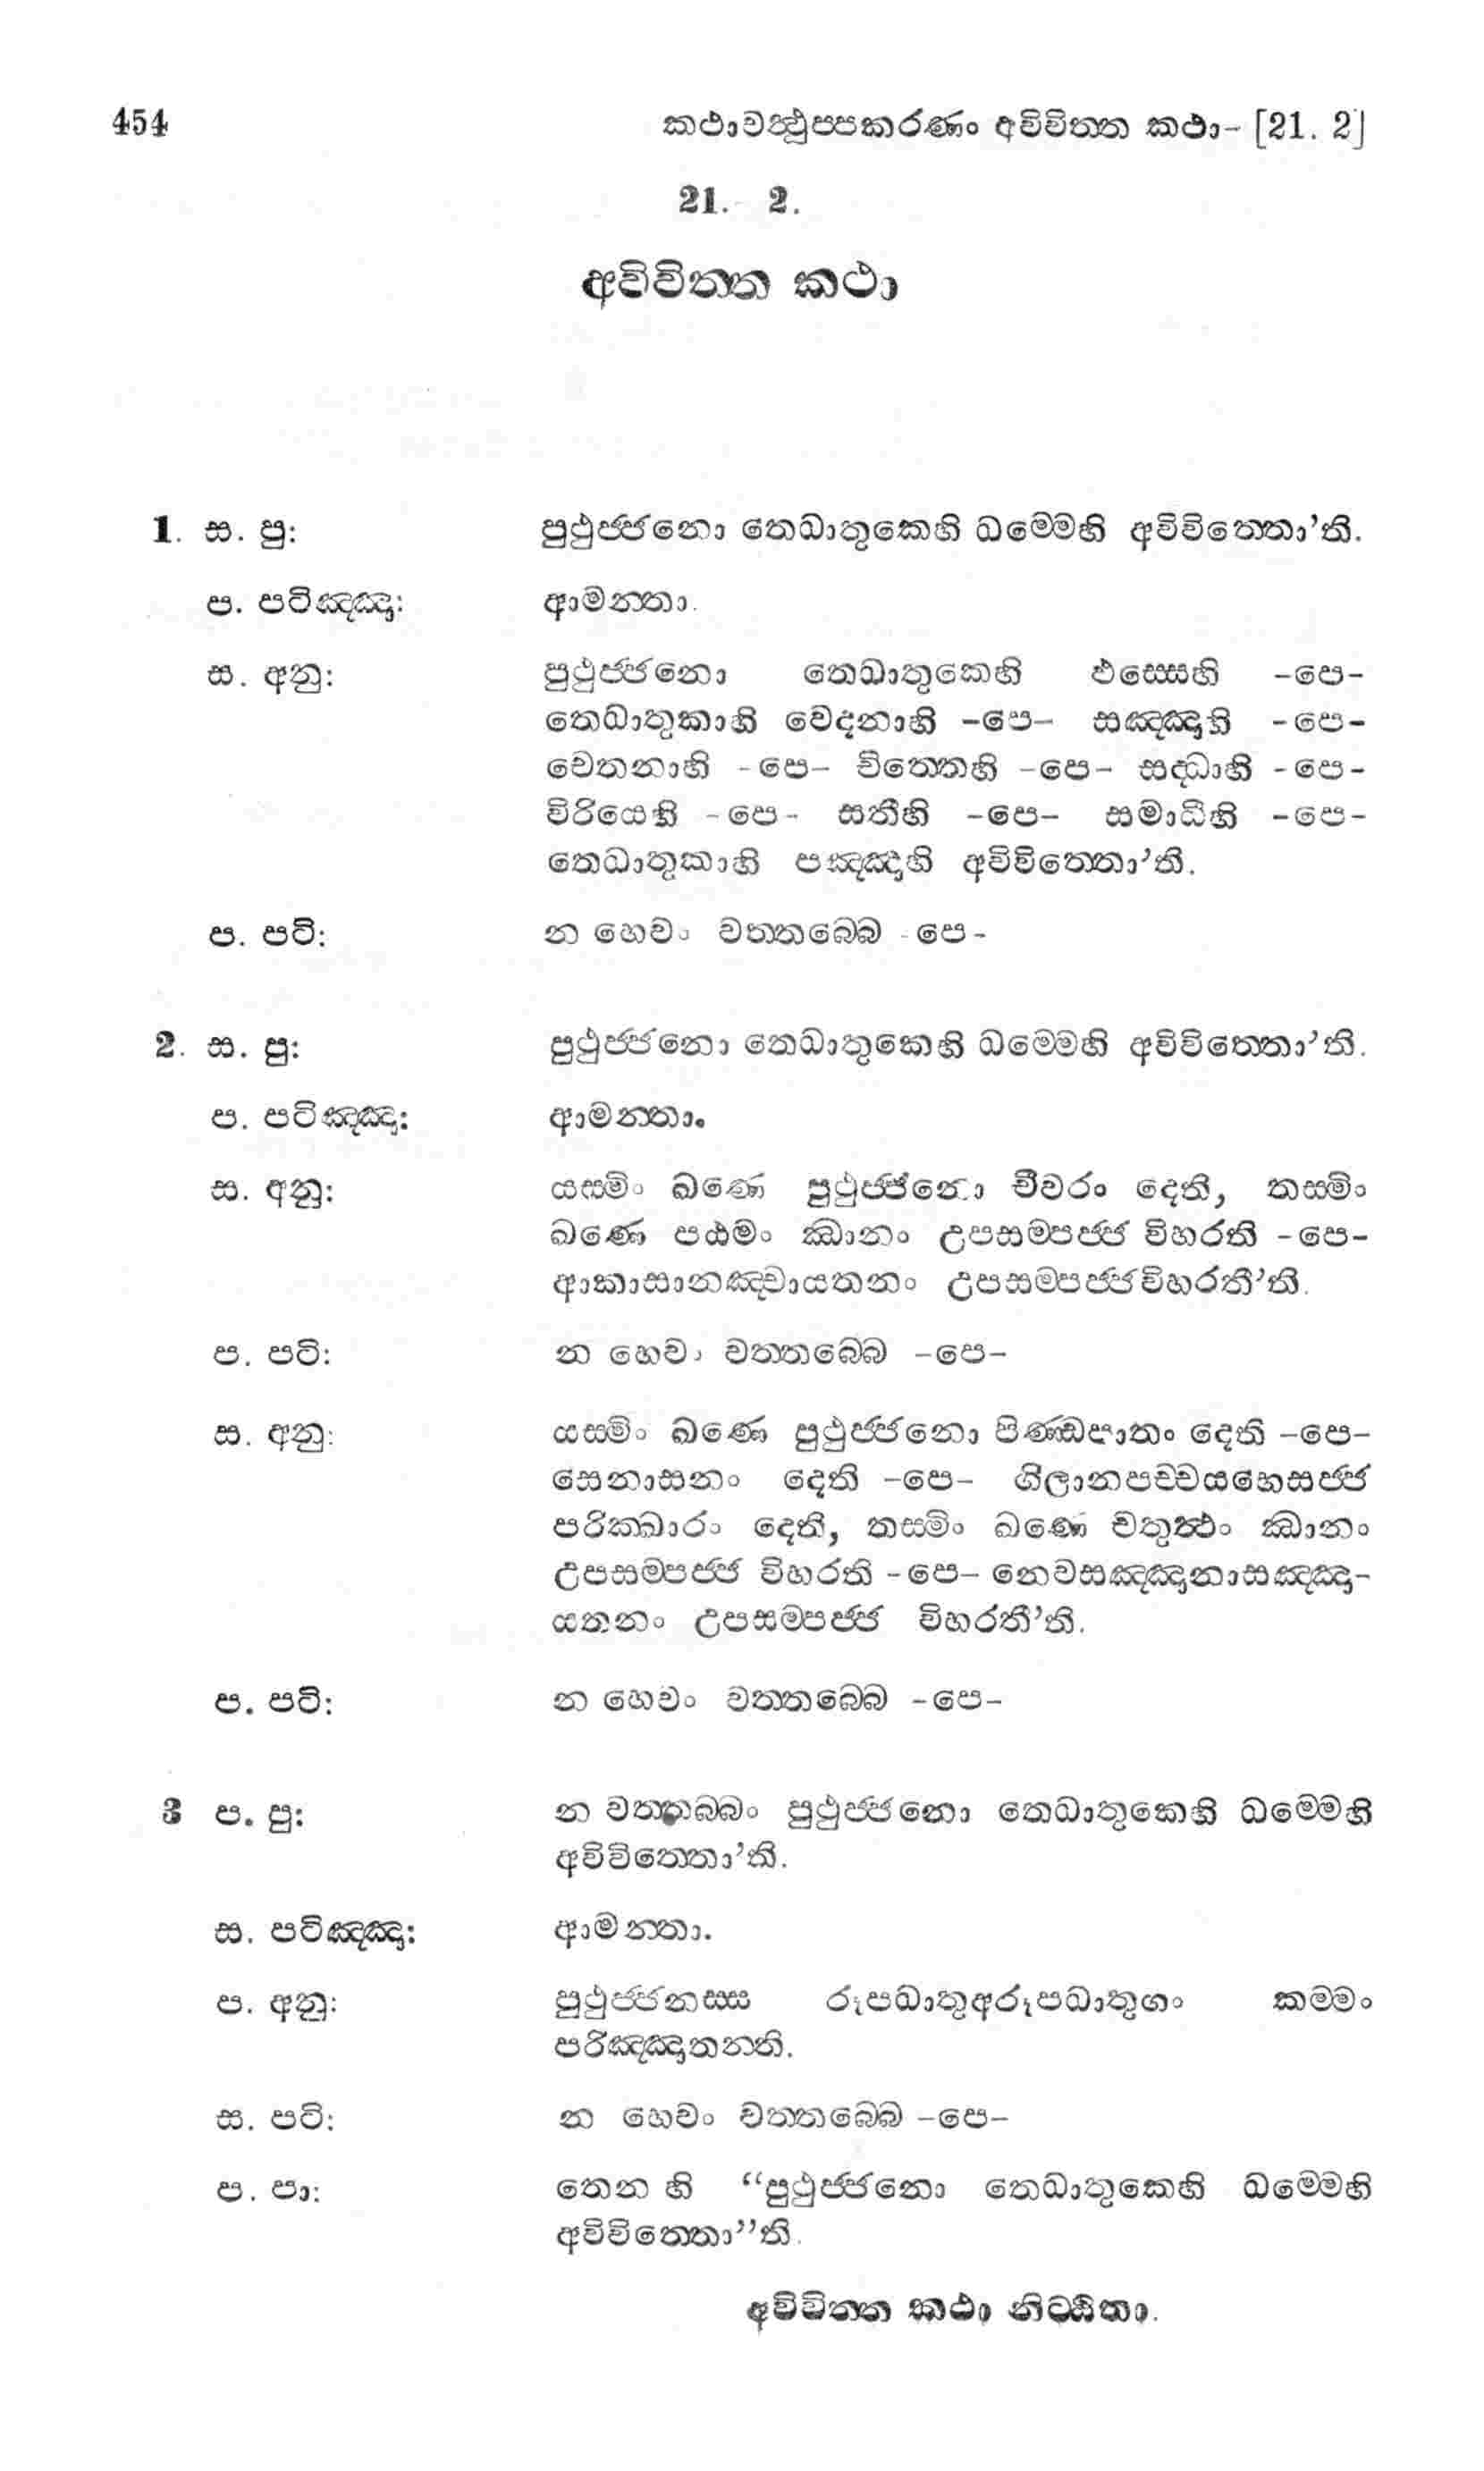 454 කථාවත්ථුප්පකරණං අවිවිත්ත කථා- [21. 2]
21. 2.
අවිවිත්ත කථා
1. ස. පු: පුථුජ්ජනො තෙධාතුකෙහි ධම්මෙහි අවිවිත්තො’ති.
ප. පටිඤ්ඤා: ආමන්තා.
ස. අනු: පුථුජ්ජනො තෙධාතුකෙහි ඵස්සෙහි -පෙ-
තෙධාතුකාහි වෙදනාහි -පෙ- සඤ්ඤාහි -පෙ-
චෙතනාහි -පෙ- චිත්තෙහි -පෙ- සද්ධාහි -පෙ-
විරියෙහි -පෙ- සතීහි -පෙ- සමාධීහි -පෙ-
තෙධාතුකාහි පඤ්ඤාහි අවිවිත්තො’ති.
ප. පටි: න හෙවං වත්තබ්බෙ -පෙ-
2. ස. පු: පුථුජ්ජනො තෙධාතුකෙහි ධම්මෙහි අවිවිත්තො’ති.
ප. පටිඤ්ඤා: ආමන්තා.
ස. අනු: යස්මිං ඛණෙ පුථුජ්ජනො චීවරං දෙති, තස්මිං
ඛණෙ පඨමං ඣානං උපසම්පජ්ජ විහරති -පෙ-
ආකාසානඤ්චායතනං උපසම්පජ්ජවිහරතී’ති.
ප. පටි: න හෙවං වත්තබ්බෙ -පෙ-
ස. අනු: යස්මිං ඛණෙ පුථුජ්ජනො පිණ්ඩපාතං දෙති -පෙ-
සෙනාසනං දෙති -පෙ- ගිලානපච්චයභෙසජ්ජ
පරික්ඛාරං දෙති, තස්මිං ඛණෙ චතුත්ථං ඣානං
උපසම්පජ්ජ විහරති -පෙ- නෙවසඤ්ඤානාසඤ්ඤා-
යතනං උපසම්පජ්ජ විහරතී’ති.
ප. පටි: න හෙවං වත්තබ්බෙ -පෙ-
3 ප. පු: න වත්තබ්බං පුථුජ්ජනො තෙධාතුකෙහි ධම්මෙහි
අවිවිත්තො’ති.
ස. පටිඤ්ඤා: ආමන්තා.
ප. අනු: පුථුජ්ජනස්ස රූපධාතුඅරූපධාතුගං කම්මං
පරිඤ්ඤාතන්ති.
ස. පටි: න හෙවං වත්තබ්බෙ -පෙ-
ප. පා: තෙන හි “පුථුජ්ජනො තෙධාතුකෙහි ධම්මෙහි
අවිවිත්තො”ති.
අවිවිත්ත කථා නිට්ඨිතා.